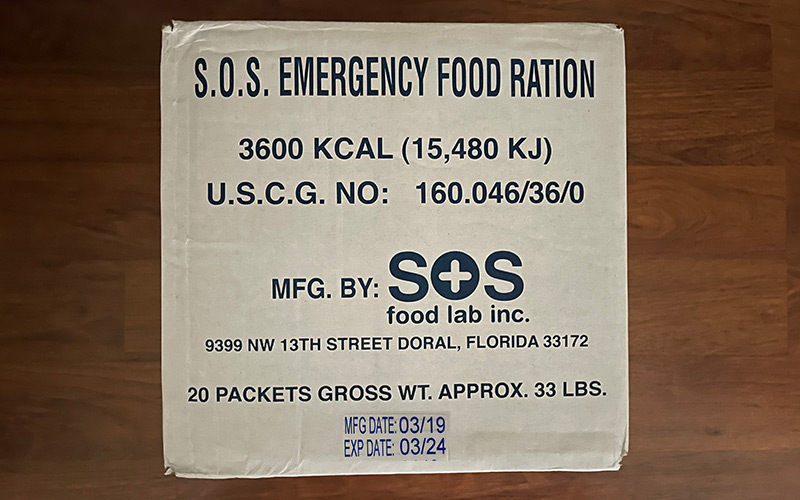 S.O.S. EMERGENCY FOOD RATION
3600 KCAL (15,480 KJ)
U.S.C.G. NO: 160.046/36/0
MFG. BY: SOS
food lab inc.
9399 NW 13TH STREET DORAL, FLORIDA 33172
20 PACKETS GROSS WT. APPROX. 33 LBS.
MFG DATE: 03/19
EXP DATE: 03/24